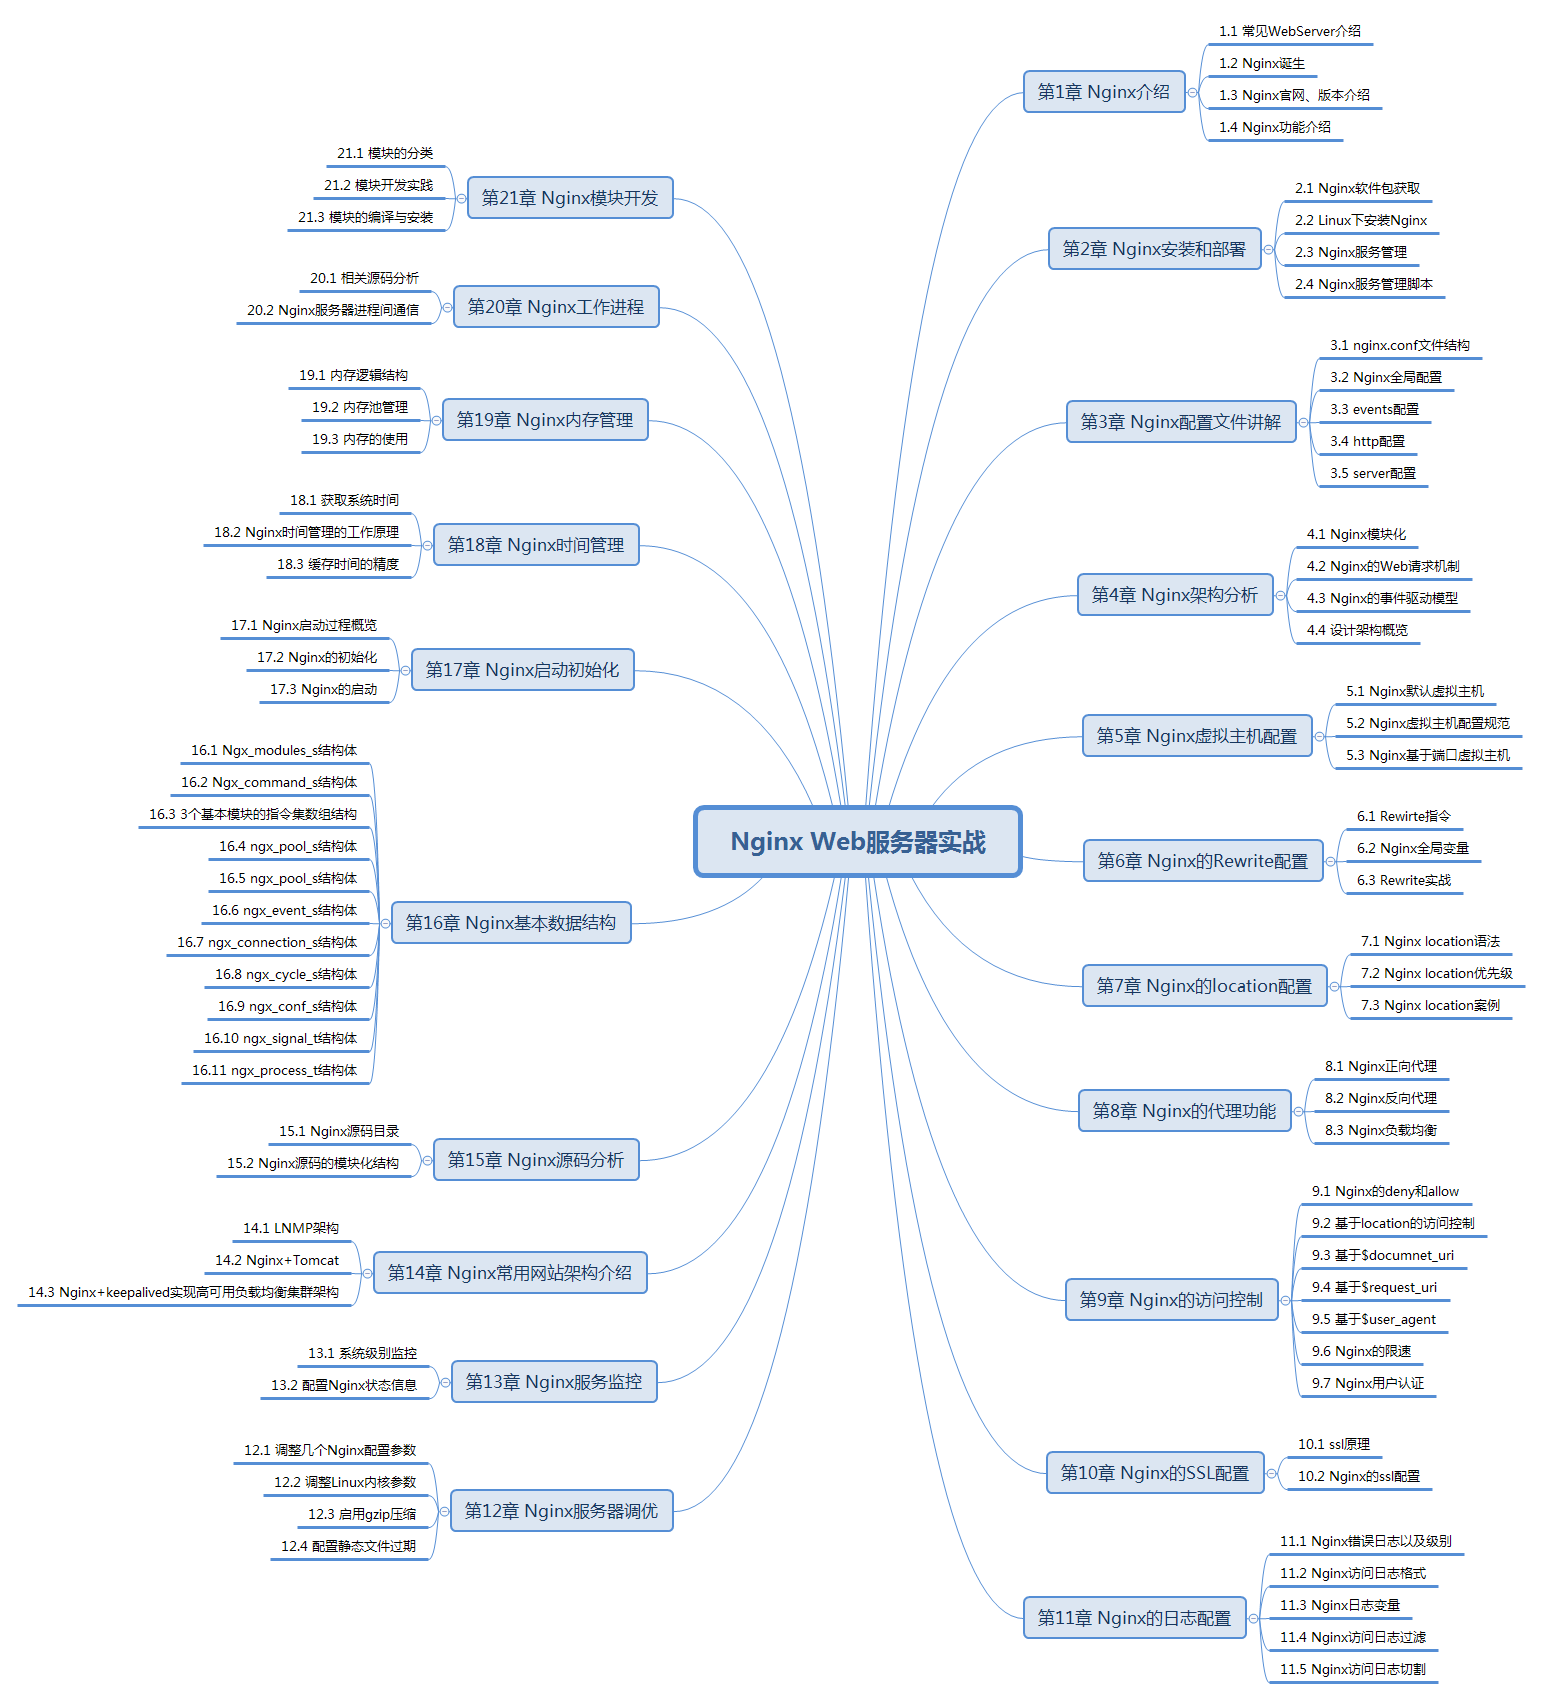 Nginx Web服务器实战
第1章 Nginx介绍
1.1 常见WebServer介绍
1.2 Nginx诞生
1.3 Nginx官网、版本介绍
1.4 Nginx功能介绍
第2章 Nginx安装和部署
2.1 Nginx软件包获取
2.2 Linux下安装Nginx
2.3 Nginx服务管理
2.4 Nginx服务管理脚本
第3章 Nginx配置文件讲解
3.1 nginx.conf文件结构
3.2 Nginx全局配置
3.3 events配置
3.4 http配置
3.5 server配置
第4章 Nginx架构分析
4.1 Nginx模块化
4.2 Nginx的Web请求机制
4.3 Nginx的事件驱动模型
4.4 设计架构概览
第5章 Nginx虚拟主机配置
5.1 Nginx默认虚拟主机
5.2 Nginx虚拟主机配置规范
5.3 Nginx基于端口虚拟主机
第6章 Nginx的Rewrite配置
6.1 Rewirte指令
6.2 Nginx全局变量
6.3 Rewrite实战
第7章 Nginx的location配置
7.1 Nginx location语法
7.2 Nginx location优先级
7.3 Nginx location案例
第8章 Nginx的代理功能
8.1 Nginx正向代理
8.2 Nginx反向代理
8.3 Nginx负载均衡
第9章 Nginx的访问控制
9.1 Nginx的deny和allow
9.2 基于location的访问控制
9.3 基于$documnet_uri
9.4 基于$request_uri
9.5 基于$user_agent
9.6 Nginx的限速
9.7 Nginx用户认证
第10章 Nginx的SSL配置
10.1 ssl原理
10.2 Nginx的ssl配置
第11章 Nginx的日志配置
11.1 Nginx错误日志以及级别
11.2 Nginx访问日志格式
11.3 Nginx日志变量
11.4 Nginx访问日志过滤
11.5 Nginx访问日志切割
第12章 Nginx服务器调优
12.1 调整几个Nginx配置参数
12.2 调整Linux内核参数
12.3 启用gzip压缩
12.4 配置静态文件过期
第13章 Nginx服务监控
13.1 系统级别监控
13.2 配置Nginx状态信息
第14章 Nginx常用网站架构介绍
14.1 LNMP架构
14.2 Nginx+Tomcat
14.3 Nginx+keepalived实现高可用负载均衡集群架构
第15章 Nginx源码分析
15.1 Nginx源码目录
15.2 Nginx源码的模块化结构
第16章 Nginx基本数据结构
16.1 Ngx_modules_s结构体
16.2 Ngx_command_s结构体
16.3 3个基本模块的指令集数组结构
16.4 ngx_pool_s结构体
16.5 ngx_pool_s结构体
16.6 ngx_event_s结构体
16.7 ngx_connection_s结构体
16.8 ngx_cycle_s结构体
16.9 ngx_conf_s结构体
16.10 ngx_signal_t结构体
16.11 ngx_process_t结构体
第17章 Nginx启动初始化
17.1 Nginx启动过程概览
17.2 Nginx的初始化
17.3 Nginx的启动
第18章 Nginx时间管理
18.1 获取系统时间
18.2 Nginx时间管理的工作原理
18.3 缓存时间的精度
第19章 Nginx内存管理
19.1 内存逻辑结构
19.2 内存池管理
19.3 内存的使用
第20章 Nginx工作进程
20.1 相关源码分析
20.2 Nginx服务器进程间通信
第21章 Nginx模块开发
21.1 模块的分类
21.2 模块开发实践
21.3 模块的编译与安装